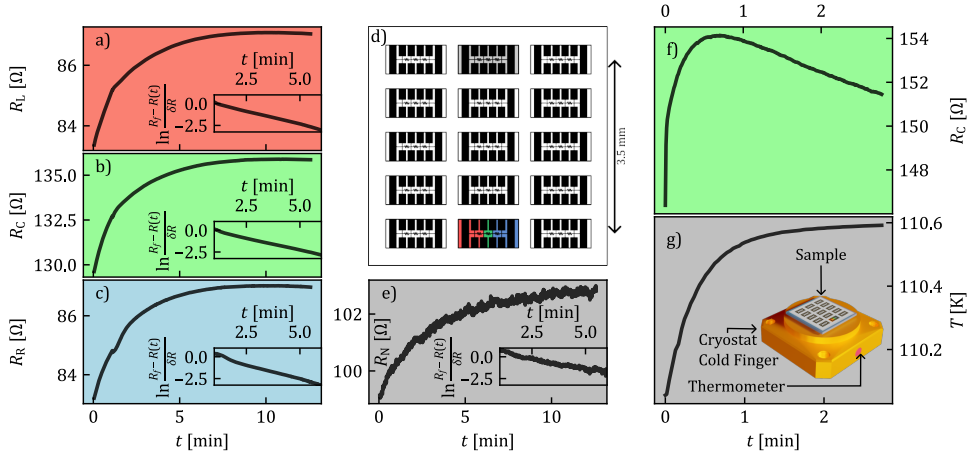 a)
86
83
R_L [Ω]
t [min]
2.5 5.0
0.0
−2.5
ln (R_f − R(t))/δR
b)
135.0
132.5
130.0
R_C [Ω]
t [min]
2.5 5.0
0.0
−2.5
ln (R_f − R(t))/δR
c)
86
84
R_R [Ω]
t [min]
2.5 5.0
0.0
−2.5
ln (R_f − R(t))/δR
0 5 10
t [min]
d)
3.5 mm
e)
102
100
R_N [Ω]
t [min]
2.5 5.0
0.0
−2.5
ln (R_f − R(t))/δR
0 5 10
t [min]
0 1 2
f)
154
152
150
148
R_C [Ω]
g)
110.6
110.4
110.2
T [K]
Sample
Cryostat
Cold Finger
Thermometer
0 1 2
t [min]